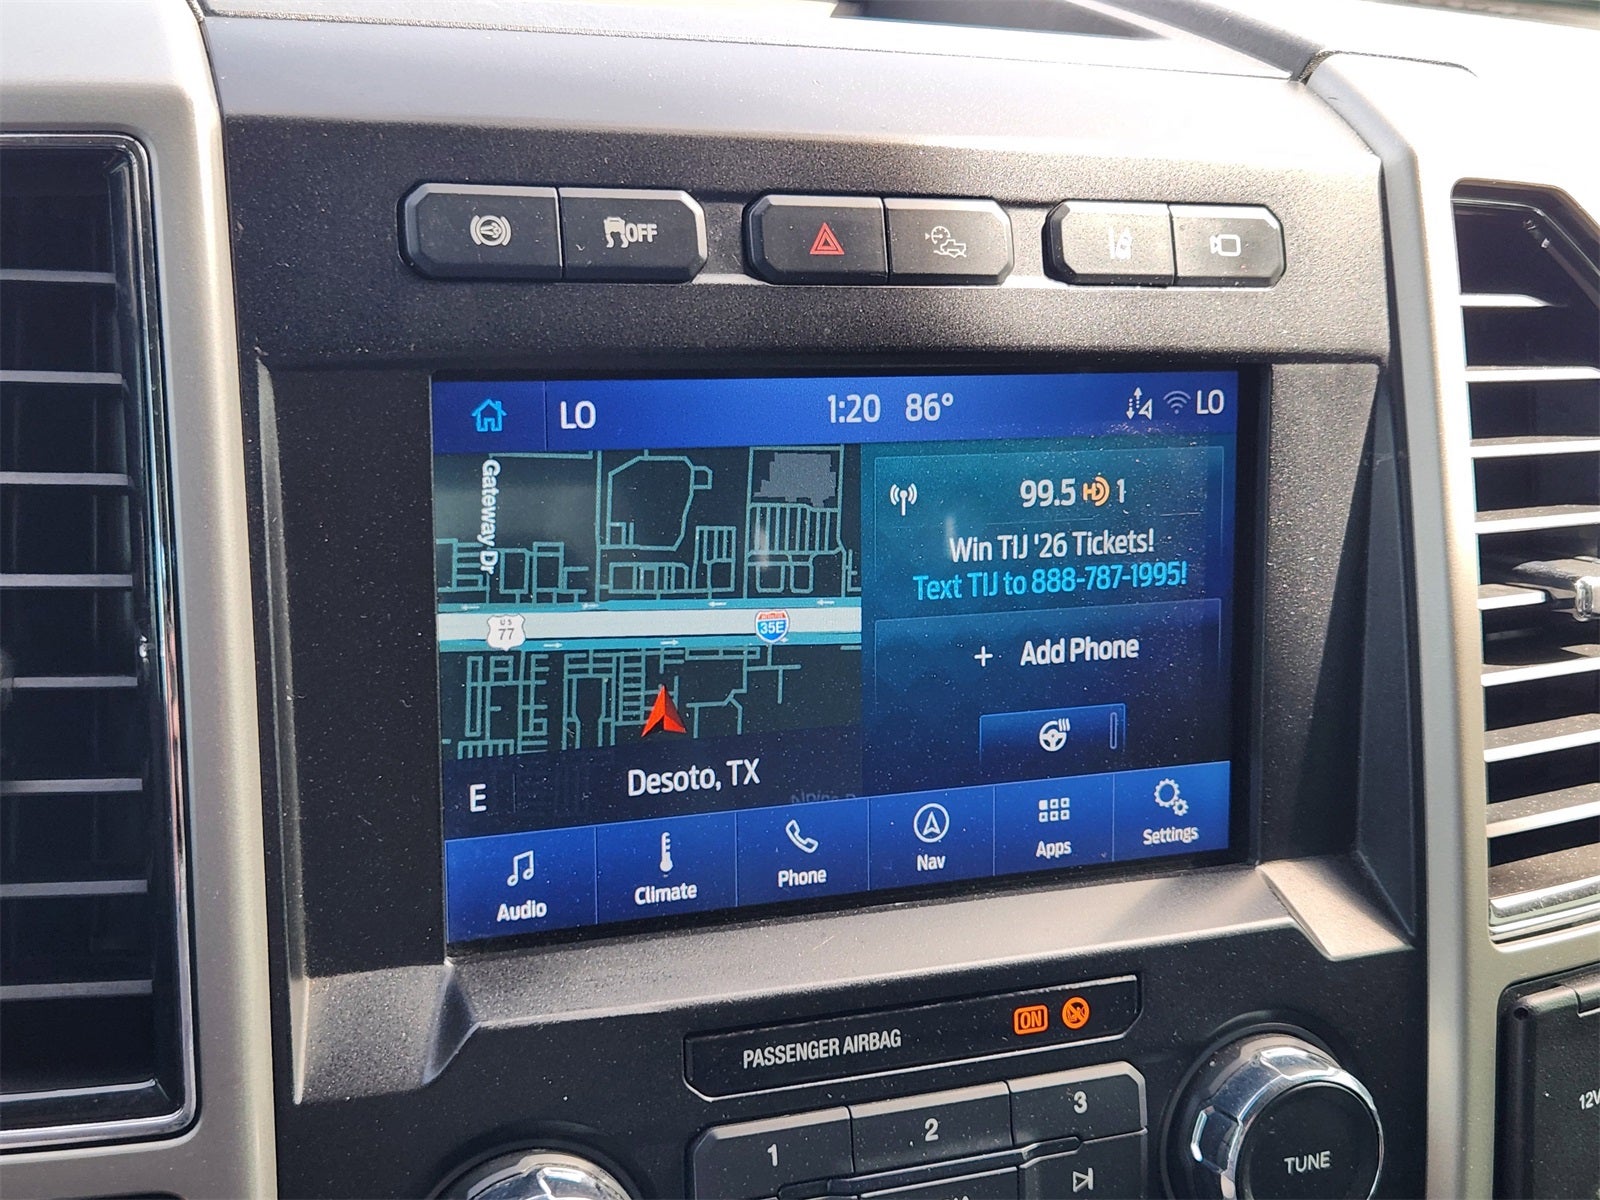 OFF
LO
1:20 86°
LO
Gateway Dr
US
77
35E
E
Desoto, TX
99.5 HD 1
Win TIJ '26 Tickets!
Text TIJ to 888-787-1995!
+ Add Phone
Audio
Climate
Phone
Nav
Apps
Settings
PASSENGER AIRBAG
ON
1
2
3
TUNE
12V